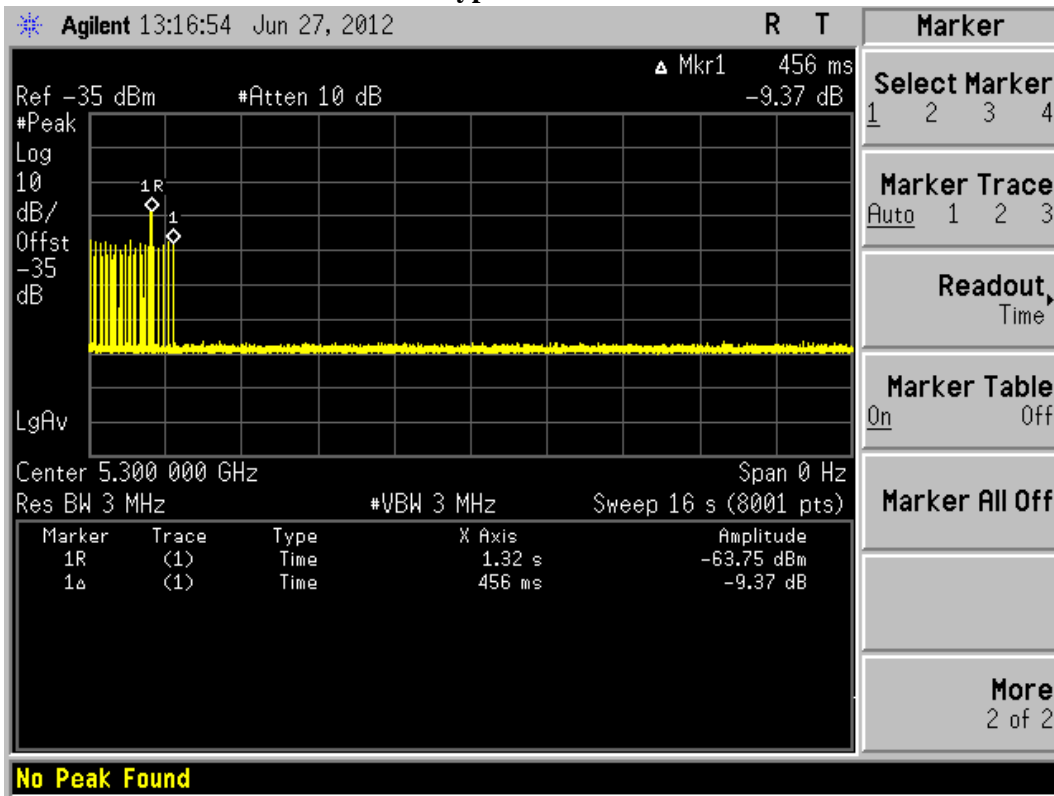 Agilent 13:16:54 Jun 27, 2012 R T
Δ Mkr1 456 ms
Ref -35 dBm #Atten 10 dB -9.37 dB
#Peak
Log
10
dB/
Offst
-35
dB
LgAv
1R
1
Center 5.300 000 GHz Span 0 Hz
Res BW 3 MHz #VBW 3 MHz Sweep 16 s (8001 pts)
Marker Trace Type X Axis Amplitude
1R (1) Time 1.32 s -63.75 dBm
1Δ (1) Time 456 ms -9.37 dB
No Peak Found
Marker
Select Marker
1 2 3 4
Marker Trace
Auto 1 2 3
Readout
Time
Marker Table
On Off
Marker All Off
More
2 of 2